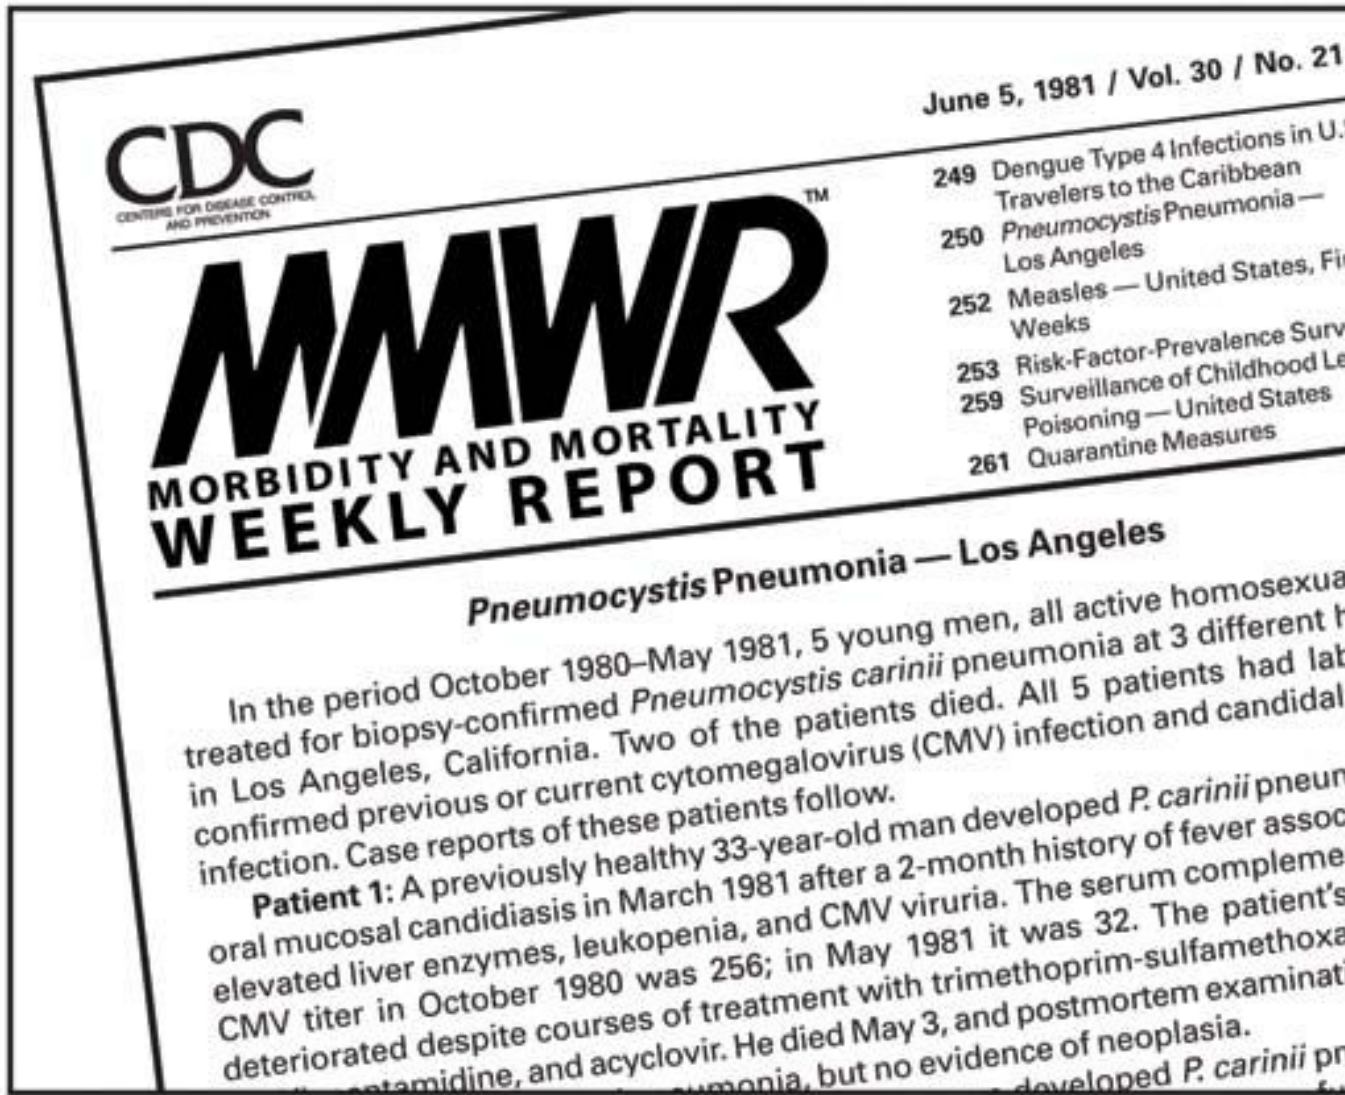 CDC
CENTERS FOR DISEASE CONTROL
AND PREVENTION
June 5, 1981 / Vol. 30 / No. 21
MMWR™
MORBIDITY AND MORTALITY
WEEKLY REPORT
249 Dengue Type 4 Infections in U.
Travelers to the Caribbean
250 Pneumocystis Pneumonia —
Los Angeles
252 Measles — United States, Fi
Weeks
253 Risk-Factor-Prevalence Surv
259 Surveillance of Childhood Le
Poisoning — United States
261 Quarantine Measures
Pneumocystis Pneumonia — Los Angeles
In the period October 1980–May 1981, 5 young men, all active homosexua
treated for biopsy-confirmed Pneumocystis carinii pneumonia at 3 different h
in Los Angeles, California. Two of the patients died. All 5 patients had lab
confirmed previous or current cytomegalovirus (CMV) infection and candidal
infection. Case reports of these patients follow.
Patient 1: A previously healthy 33-year-old man developed P. carinii pneu
oral mucosal candidiasis in March 1981 after a 2-month history of fever assoc
elevated liver enzymes, leukopenia, and CMV viruria. The serum compleme
CMV titer in October 1980 was 256; in May 1981 it was 32. The patient's
deteriorated despite courses of treatment with trimethoprim-sulfamethoxa
ntamidine, and acyclovir. He died May 3, and postmortem examinati
umonia, but no evidence of neoplasia.
developed P. carinii pn